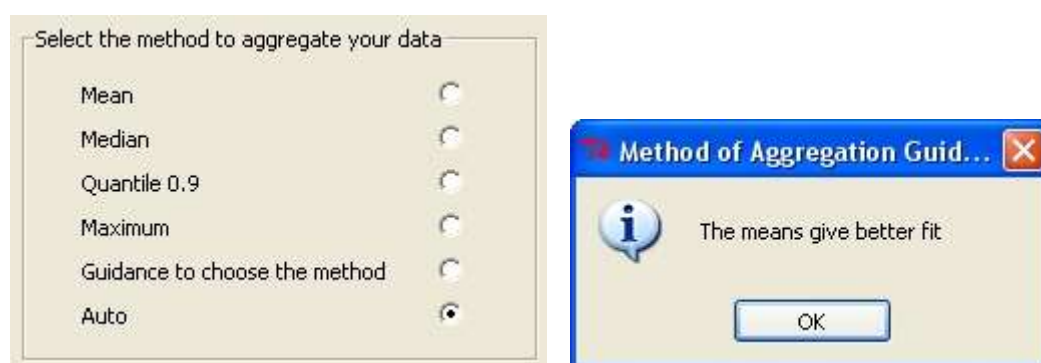 Select the method to aggregate your data
Mean
Median
Quantile 0.9
Maximum
Guidance to choose the method
Auto
Method of Aggregation Guid...
The means give better fit
OK